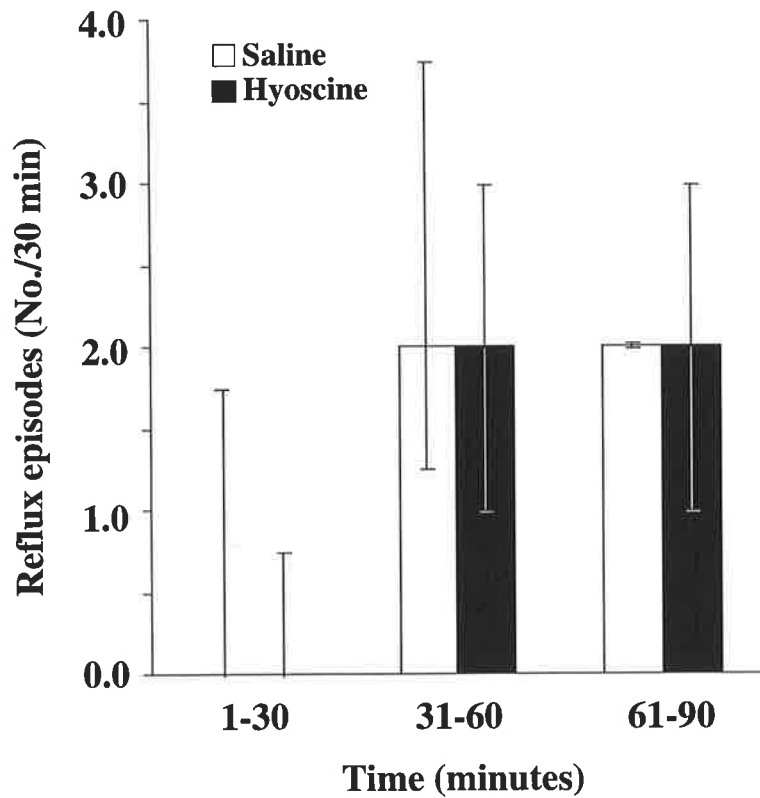 Reflux episodes (No./30 min)
4.0
3.0
2.0
1.0
0.0
Saline
Hyoscine
1-30 31-60 61-90
Time (minutes)